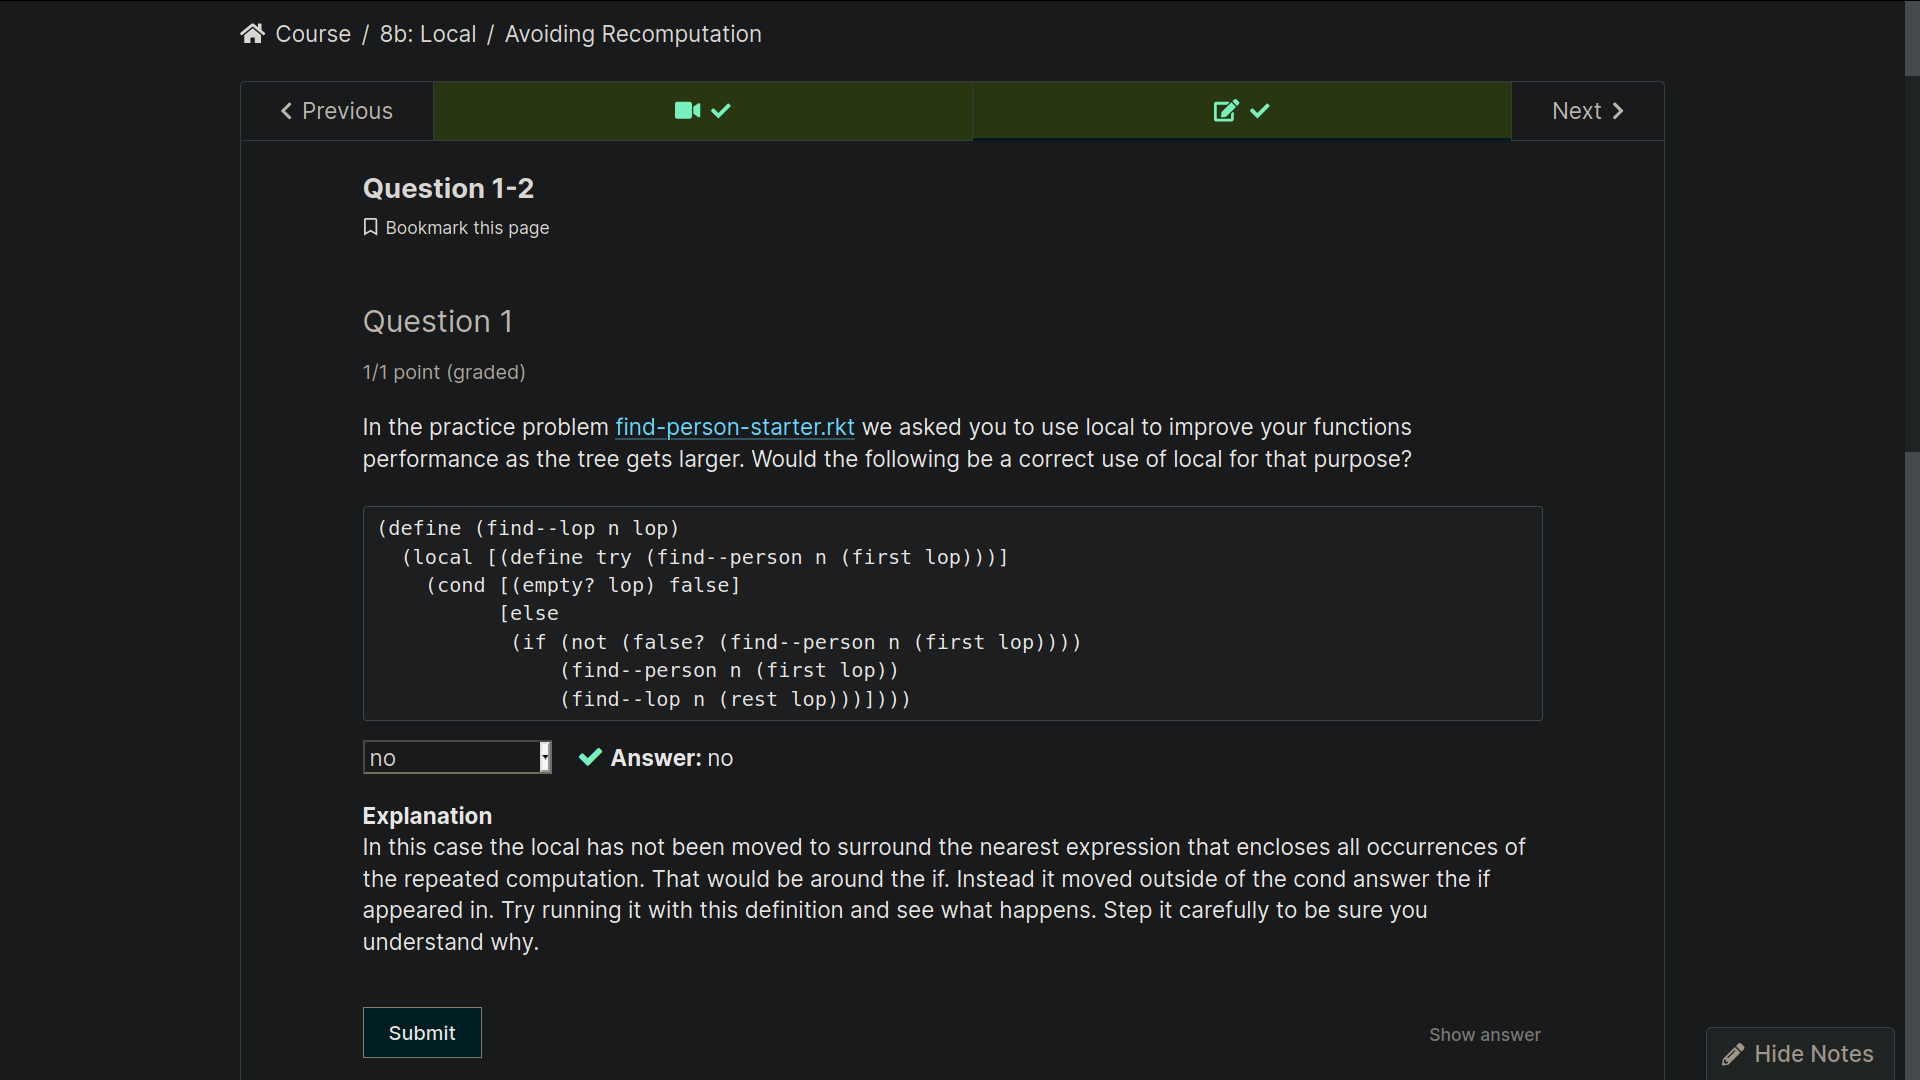 Course / 8b: Local / Avoiding Recomputation
Previous
Next
Question 1-2
Bookmark this page
Question 1
1/1 point (graded)
In the practice problem find-person-starter.rkt we asked you to use local to improve your functions
performance as the tree gets larger. Would the following be a correct use of local for that purpose?
(define (find--lop n lop)
  (local [(define try (find--person n (first lop)))]
    (cond [(empty? lop) false]
          [else
           (if (not (false? (find--person n (first lop))))
               (find--person n (first lop))
               (find--lop n (rest lop)))])))
no
Answer: no
Explanation
In this case the local has not been moved to surround the nearest expression that encloses all occurrences of
the repeated computation. That would be around the if. Instead it moved outside of the cond answer the if
appeared in. Try running it with this definition and see what happens. Step it carefully to be sure you
understand why.
Submit
Show answer
Hide Notes